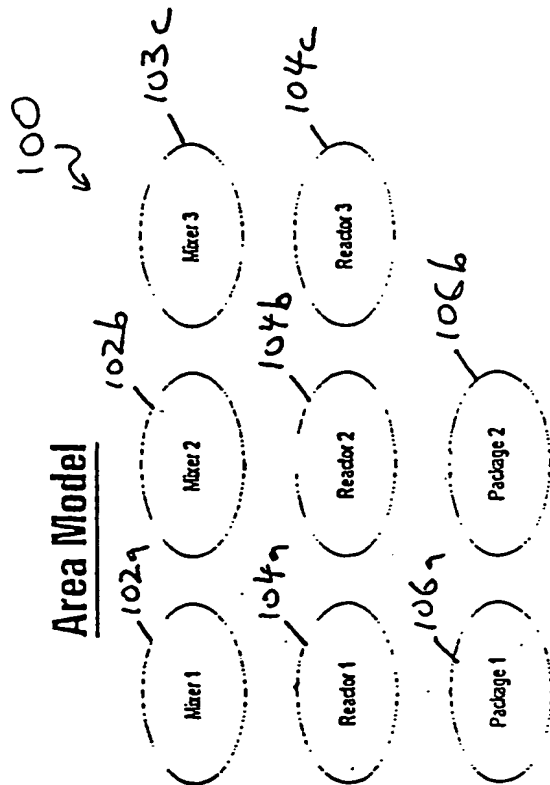 Area Model
100
102a
102b
103c
Mixer 1
Mixer 2
Mixer 3
104a
104b
104c
Reactor 1
Reactor 2
Reactor 3
106a
106b
Package 1
Package 2